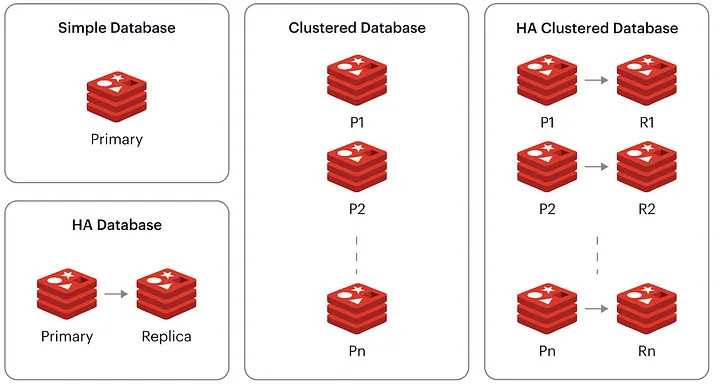 Simple Database
Primary
HA Database
Primary Replica
Clustered Database
P1
P2
Pn
HA Clustered Database
P1 R1
P2 R2
Pn Rn